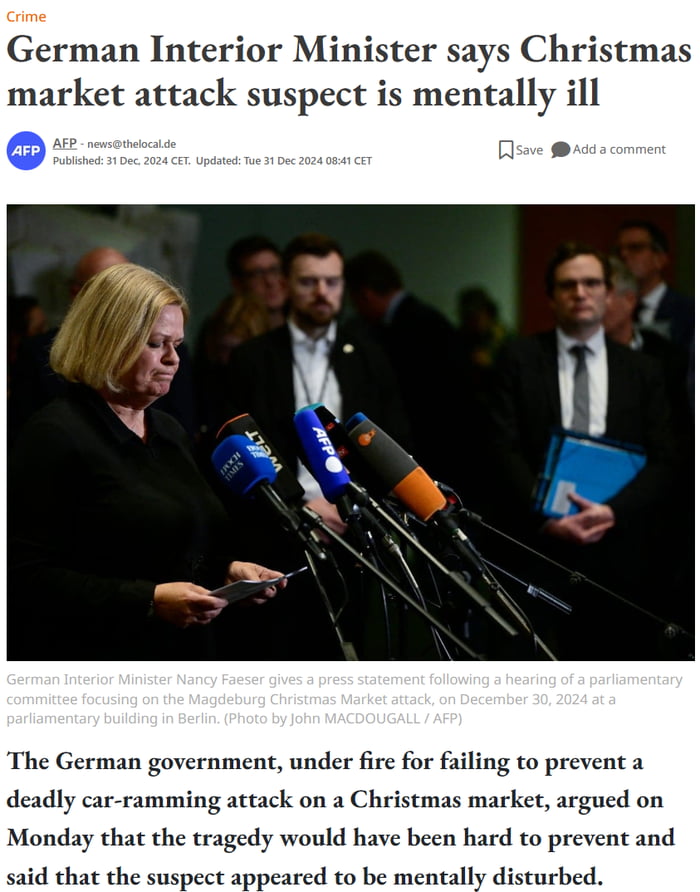 Crime
German Interior Minister says Christmas
market attack suspect is mentally ill
AFP
AFP - news@thelocal.de
Published: 31 Dec, 2024 CET. Updated: Tue 31 Dec 2024 08:41 CET
Save
Add a comment
WELT
EPOCH
TIMES
EPOCH
TIMES
AFP
German Interior Minister Nancy Faeser gives a press statement following a hearing of a parliamentary
committee focusing on the Magdeburg Christmas Market attack, on December 30, 2024 at a
parliamentary building in Berlin. (Photo by John MACDOUGALL / AFP)
The German government, under fire for failing to prevent a
deadly car-ramming attack on a Christmas market, argued on
Monday that the tragedy would have been hard to prevent and
said that the suspect appeared to be mentally disturbed.